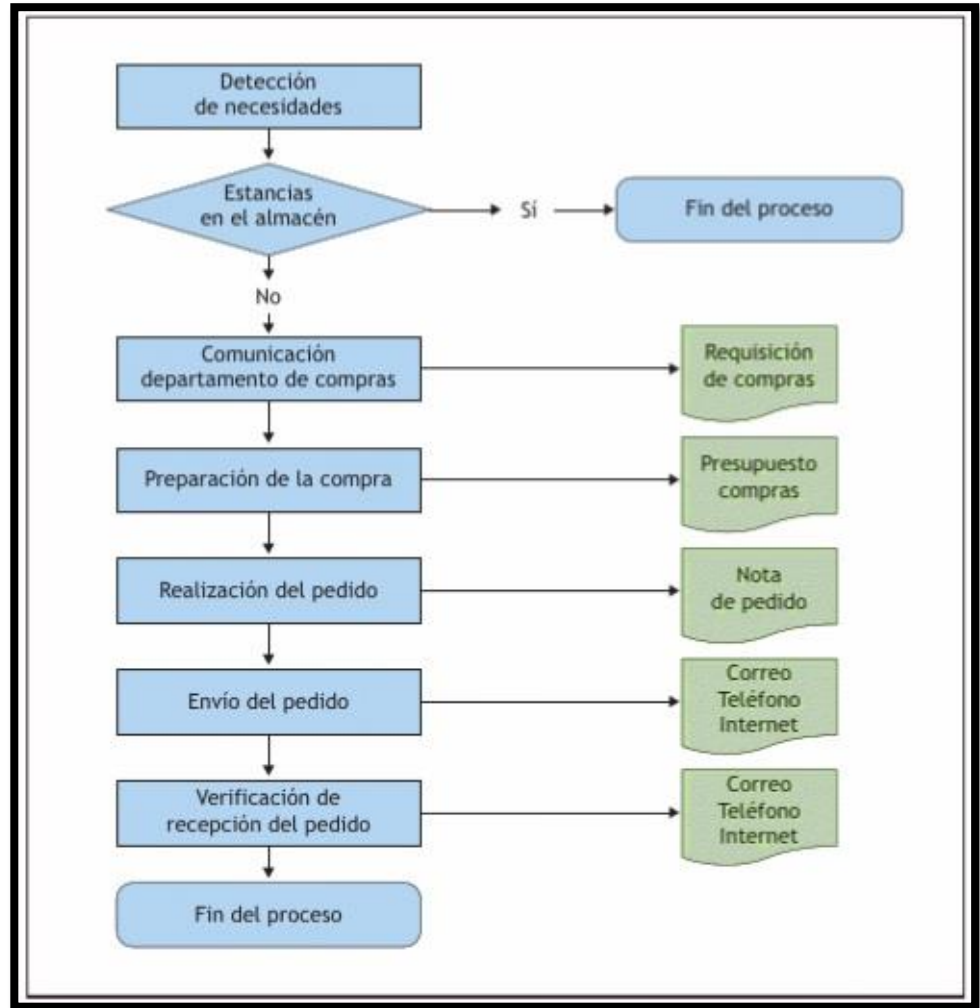 Detección
de necesidades
Estancias
en el almacén
Sí
Fin del proceso
No
Comunicación
departamento de compras
Requisición
de compras
Preparación de la compra
Presupuesto
compras
Realización del pedido
Nota
de pedido
Envío del pedido
Correo
Teléfono
Internet
Verificación de
recepción del pedido
Correo
Teléfono
Internet
Fin del proceso